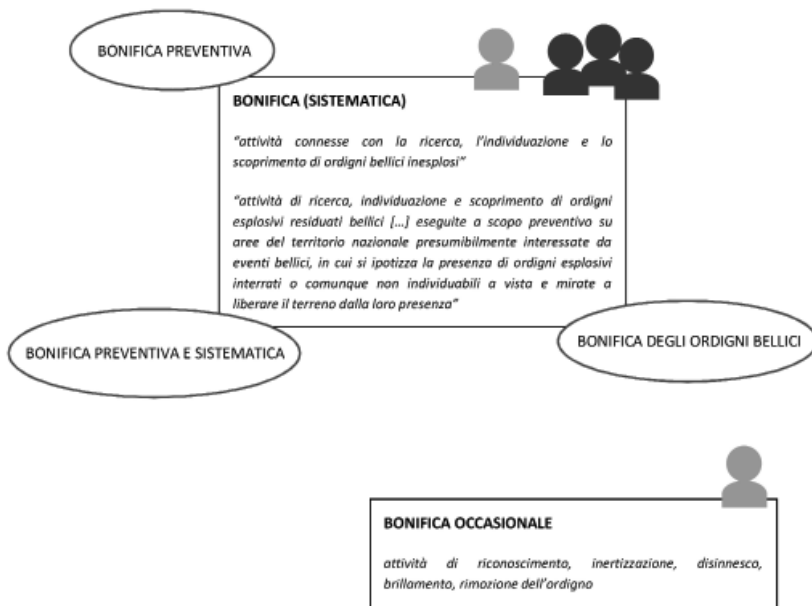 BONIFICA PREVENTIVA
BONIFICA (SISTEMATICA)
"attività connesse con la ricerca, l'individuazione e lo
scoprimento di ordigni bellici inesplosi"
"attività di ricerca, individuazione e scoprimento di ordigni
esplosivi residuati bellici [...] eseguite a scopo preventivo su
aree del territorio nazionale presumibilmente interessate da
eventi bellici, in cui si ipotizza la presenza di ordigni esplosivi
interrati o comunque non individuabili a vista e mirate a
liberare il terreno dalla loro presenza"
BONIFICA PREVENTIVA E SISTEMATICA
BONIFICA DEGLI ORDIGNI BELLICI
BONIFICA OCCASIONALE
attività di riconoscimento, inertizzazione, disinnesco,
brillamento, rimozione dell'ordigno